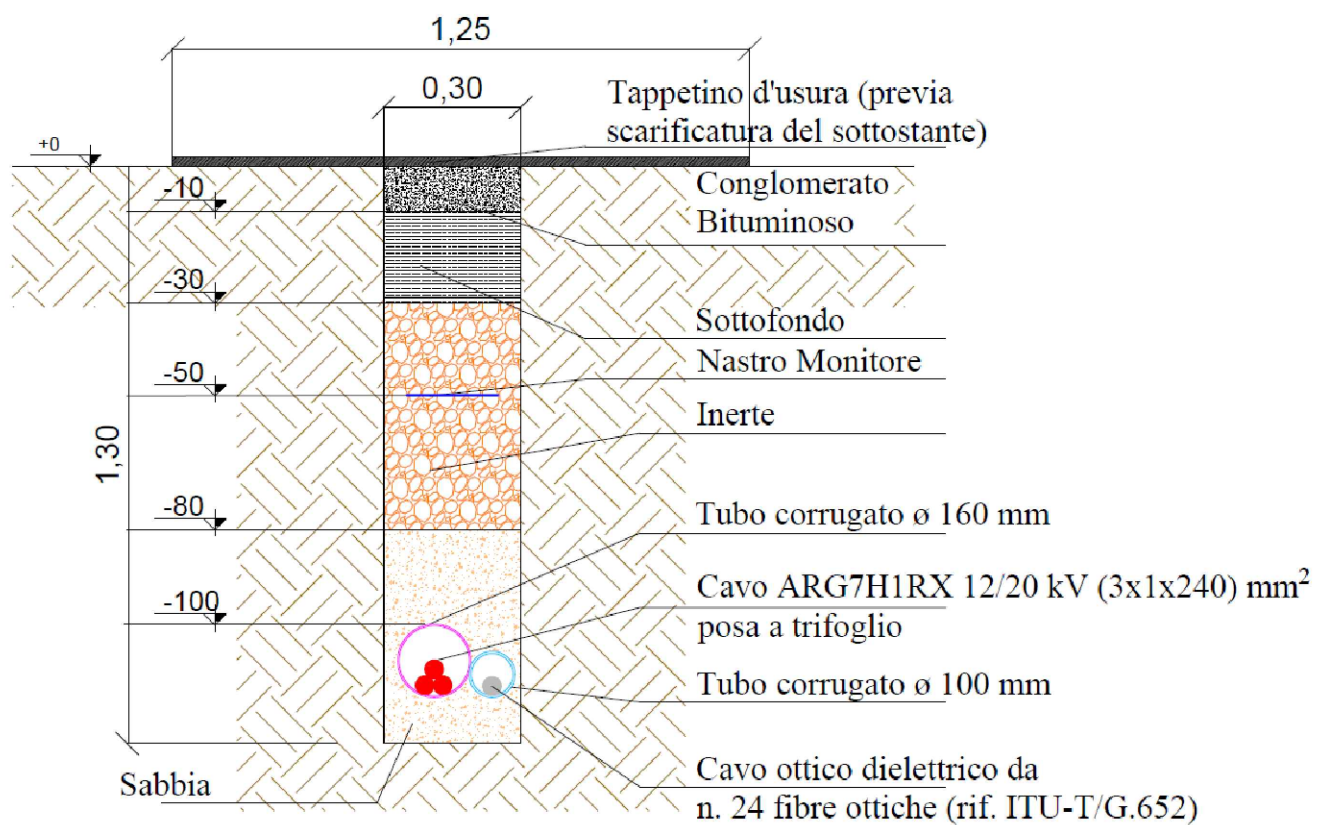 1,25
0,30
Tappetino d'usura (previa
scarificatura del sottostante)
+0
Conglomerato
Bituminoso
-10
-30
Sottofondo
Nastro Monitore
-50
Inerte
1,30
-80
Tubo corrugato ø 160 mm
Cavo ARG7H1RX 12/20 kV (3x1x240) mm²
posa a trifoglio
-100
Tubo corrugato ø 100 mm
Sabbia
Cavo ottico dielettrico da
n. 24 fibre ottiche (rif. ITU-T/G.652)